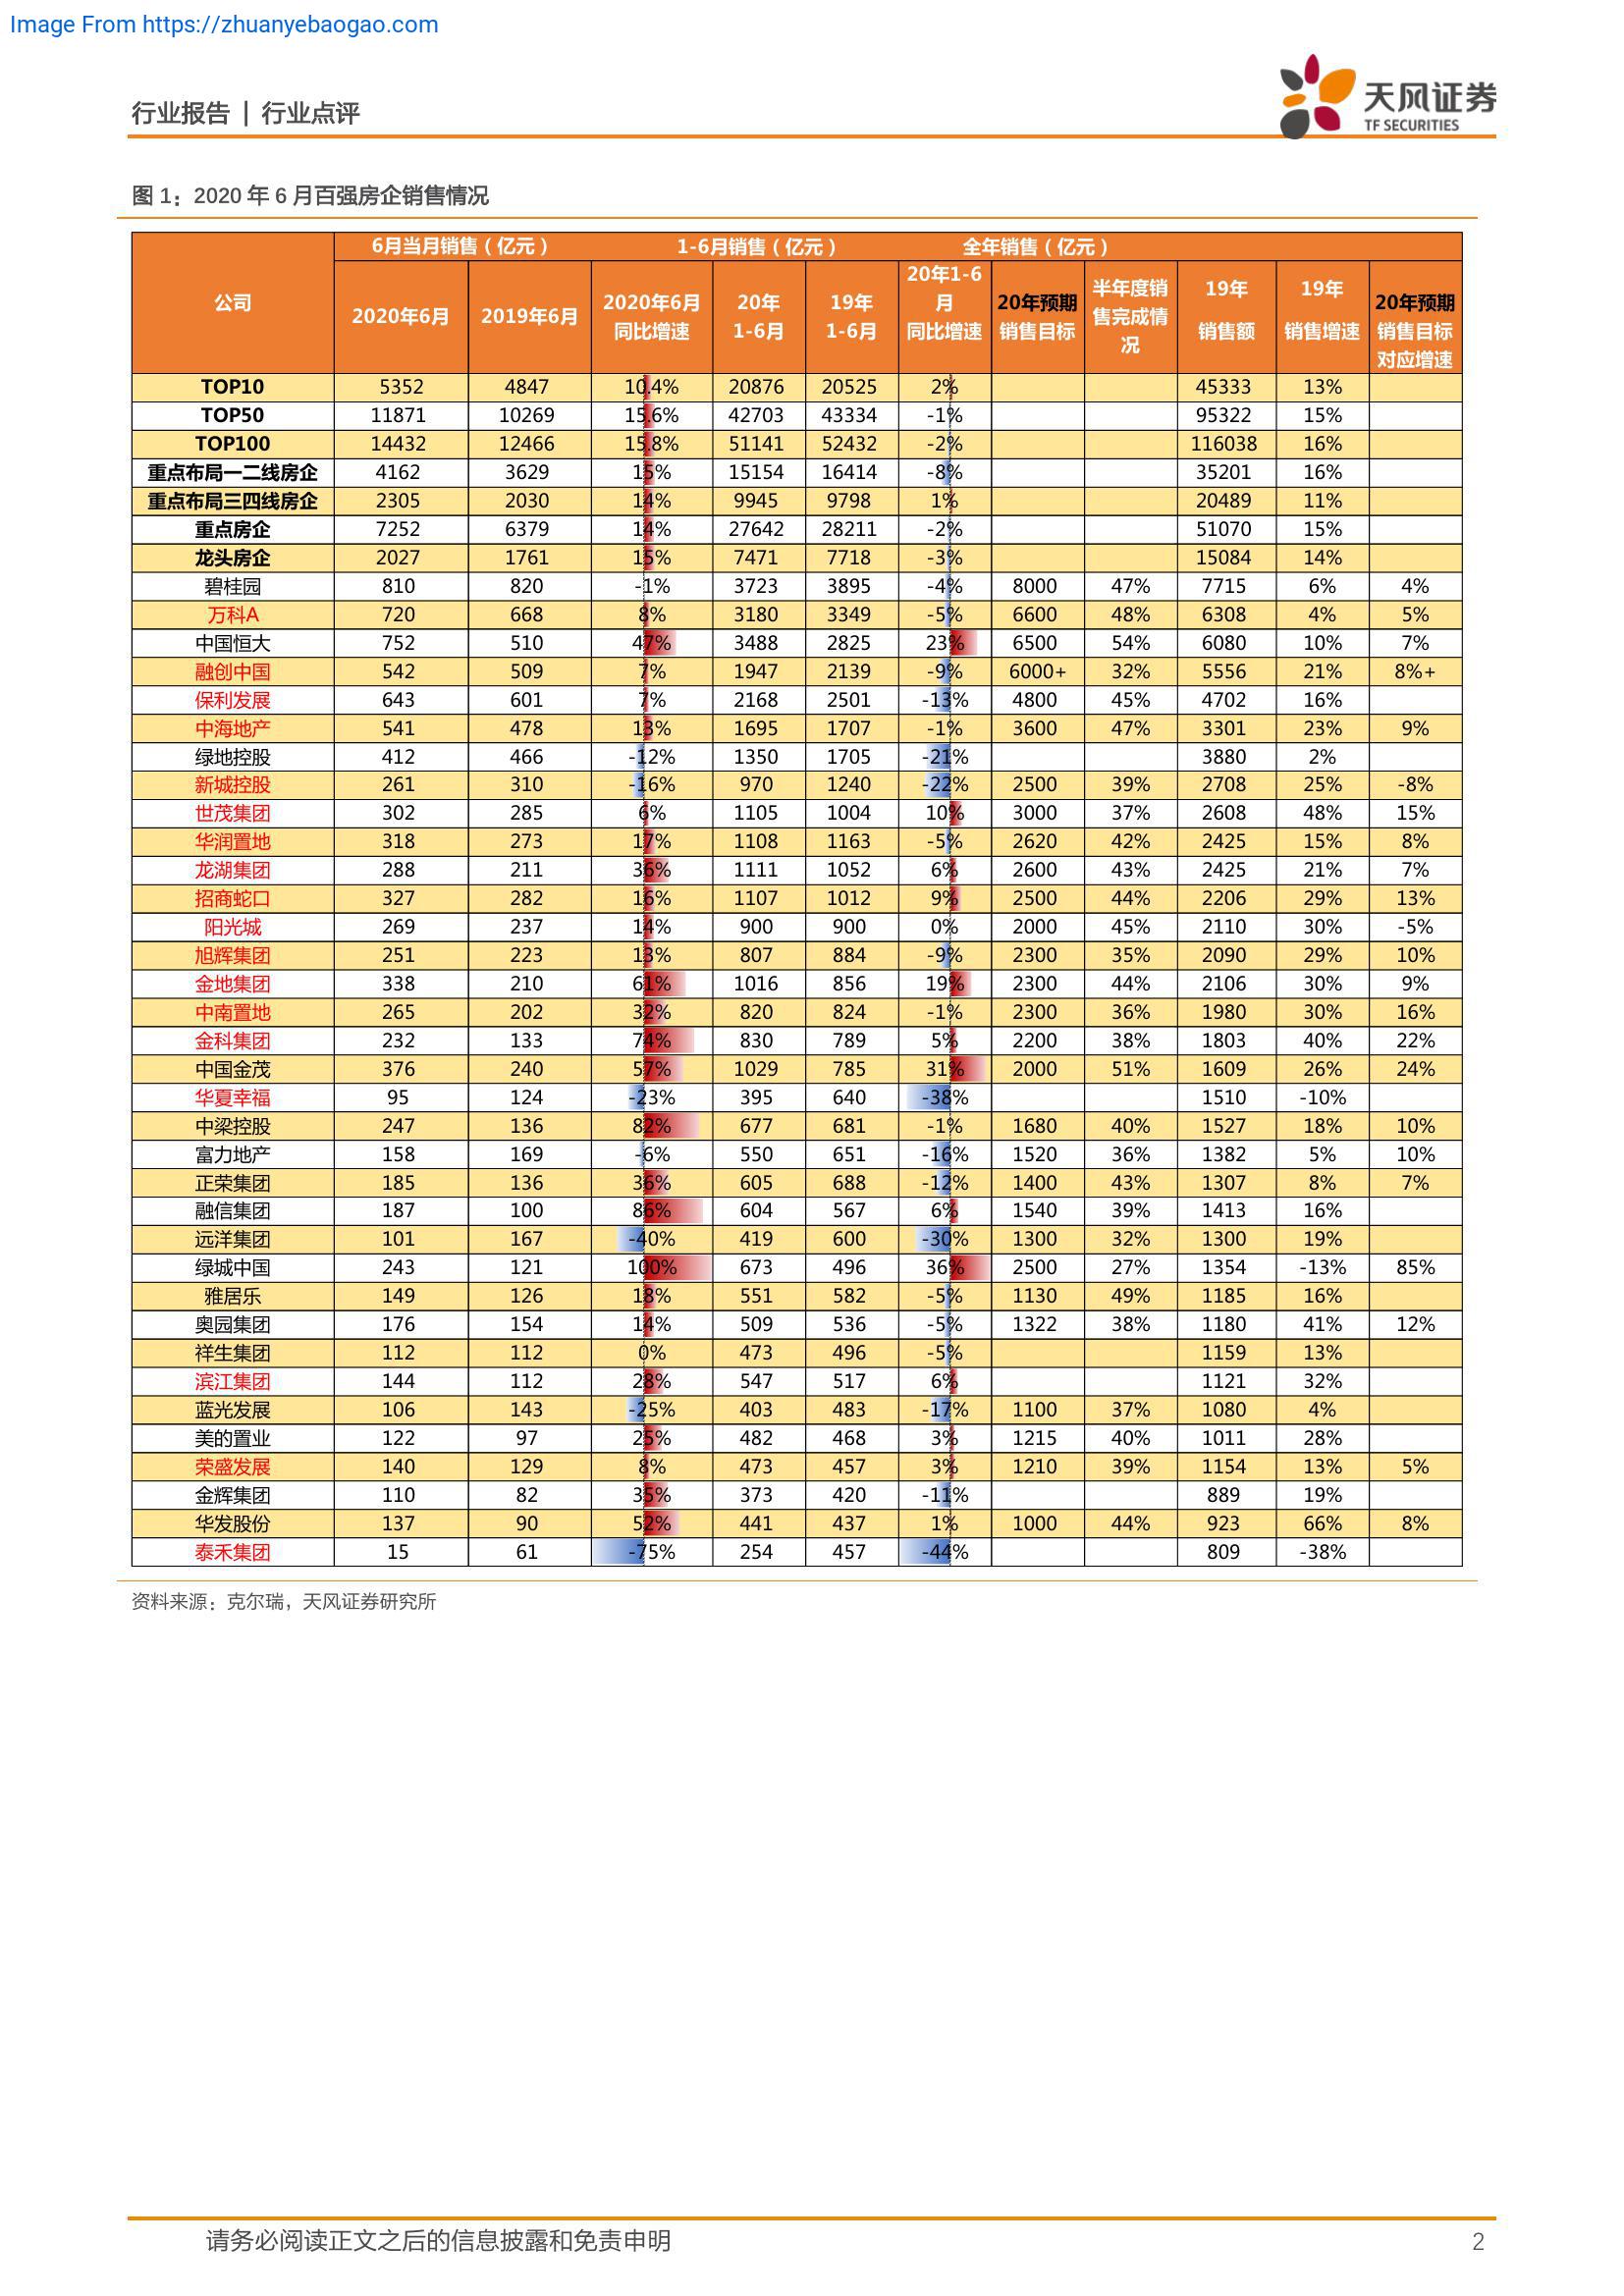 Image From https://zhuanyebaogao.com
行业报告 | 行业点评
天风证券
TF SECURITIES
图 1：2020 年 6 月百强房企销售情况
6月当月销售（亿元） 1-6月销售（亿元） 全年销售（亿元）
公司 2020年6月 2019年6月 2020年6月同比增速 20年1-6月 19年1-6月 20年1-6月同比增速 20年预期销售目标 半年度销售完成情况 19年销售额 19年销售增速 20年预期销售目标对应增速
TOP10 5352 4847 10.4% 20876 20525 2% 45333 13%
TOP50 11871 10269 15.6% 42703 43334 -1% 95322 15%
TOP100 14432 12466 15.8% 51141 52432 -2% 116038 16%
重点布局一二线房企 4162 3629 15% 15154 16414 -8% 35201 16%
重点布局三四线房企 2305 2030 14% 9945 9798 1% 20489 11%
重点房企 7252 6379 14% 27642 28211 -2% 51070 15%
龙头房企 2027 1761 15% 7471 7718 -3% 15084 14%
碧桂园 810 820 -1% 3723 3895 -4% 8000 47% 7715 6% 4%
万科A 720 668 8% 3180 3349 -5% 6600 48% 6308 4% 5%
中国恒大 752 510 47% 3488 2825 23% 6500 54% 6080 10% 7%
融创中国 542 509 7% 1947 2139 -9% 6000+ 32% 5556 21% 8%+
保利发展 643 601 7% 2168 2501 -13% 4800 45% 4702 16%
中海地产 541 478 13% 1695 1707 -1% 3600 47% 3301 23% 9%
绿地控股 412 466 -12% 1350 1705 -21% 3880 2%
新城控股 261 310 -16% 970 1240 -22% 2500 39% 2708 25% -8%
世茂集团 302 285 6% 1105 1004 10% 3000 37% 2608 48% 15%
华润置地 318 273 17% 1108 1163 -5% 2620 42% 2425 15% 8%
龙湖集团 288 211 36% 1111 1052 6% 2600 43% 2425 21% 7%
招商蛇口 327 282 16% 1107 1012 9% 2500 44% 2206 29% 13%
阳光城 269 237 14% 900 900 0% 2000 45% 2110 30% -5%
旭辉集团 251 223 13% 807 884 -9% 2300 35% 2090 29% 10%
金地集团 338 210 61% 1016 856 19% 2300 44% 2106 30% 9%
中南置地 265 202 32% 820 824 -1% 2300 36% 1980 30% 16%
金科集团 232 133 74% 830 789 5% 2200 38% 1803 40% 22%
中国金茂 376 240 57% 1029 785 31% 2000 51% 1609 26% 24%
华夏幸福 95 124 -23% 395 640 -38% 1510 -10%
中梁控股 247 136 82% 677 681 -1% 1680 40% 1527 18% 10%
富力地产 158 169 -6% 550 651 -16% 1520 36% 1382 5% 10%
正荣集团 185 136 36% 605 688 -12% 1400 43% 1307 8% 7%
融信集团 187 100 86% 604 567 6% 1540 39% 1413 16%
远洋集团 101 167 -40% 419 600 -30% 1300 32% 1300 19%
绿城中国 243 121 100% 673 496 36% 2500 27% 1354 -13% 85%
雅居乐 149 126 18% 551 582 -5% 1130 49% 1185 16%
奥园集团 176 154 14% 509 536 -5% 1322 38% 1180 41% 12%
祥生集团 112 112 0% 473 496 -5% 1159 13%
滨江集团 144 112 28% 547 517 6% 1121 32%
蓝光发展 106 143 -25% 403 483 -17% 1100 37% 1080 4%
美的置业 122 97 25% 482 468 3% 1215 40% 1011 28%
荣盛发展 140 129 8% 473 457 3% 1210 39% 1154 13% 5%
金辉集团 110 82 35% 373 420 -11% 889 19%
华发股份 137 90 52% 441 437 1% 1000 44% 923 66% 8%
泰禾集团 15 61 -75% 254 457 -44% 809 -38%
资料来源：克尔瑞，天风证券研究所
请务必阅读正文之后的信息披露和免责申明 2